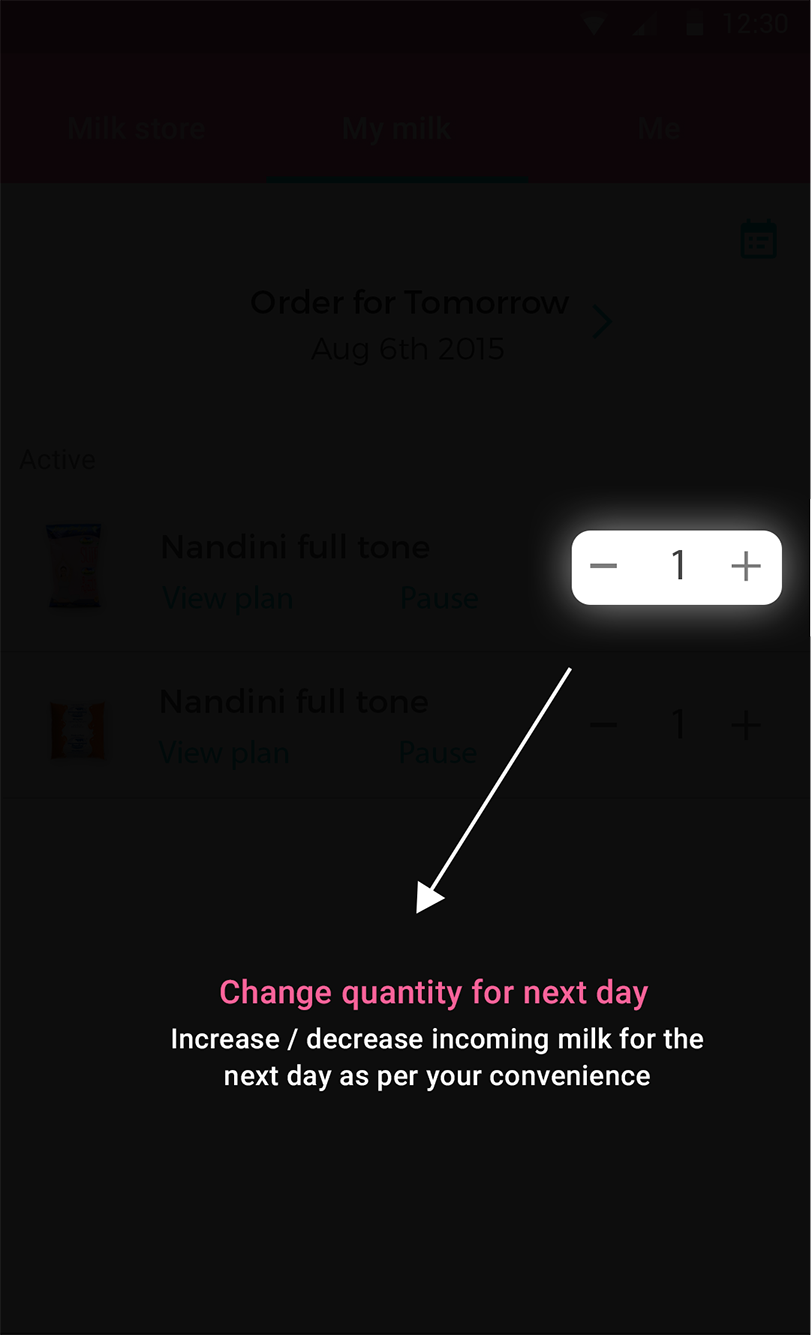 12:30
Milk store My milk Me
Order for Tomorrow
Aug 6th 2015
Active
Nandini full tone
− 1 +
View plan Pause
Nandini full tone
− 1 +
View plan Pause
Change quantity for next day
Increase / decrease incoming milk for the
next day as per your convenience